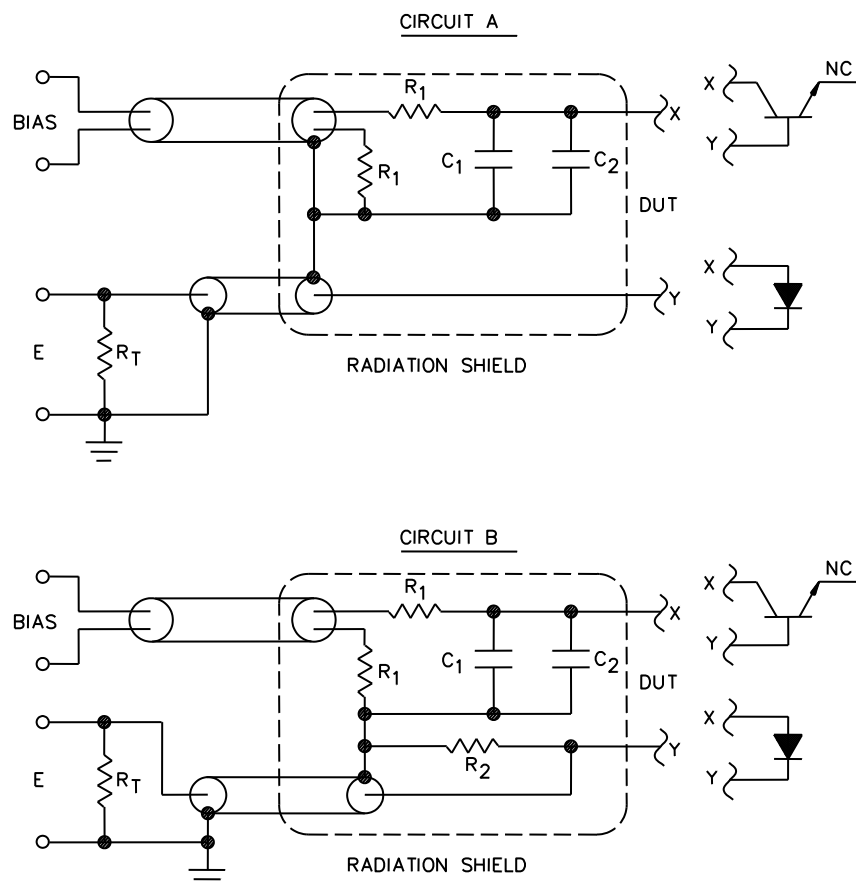 CIRCUIT A
R1
X
NC
BIAS
Y
C1
C2
R1
DUT
X
Y
E
RT
Y
RADIATION SHIELD
X
CIRCUIT B
R1
X
NC
BIAS
Y
C1
C2
R1
DUT
X
Y
R2
E
RT
Y
RADIATION SHIELD
X